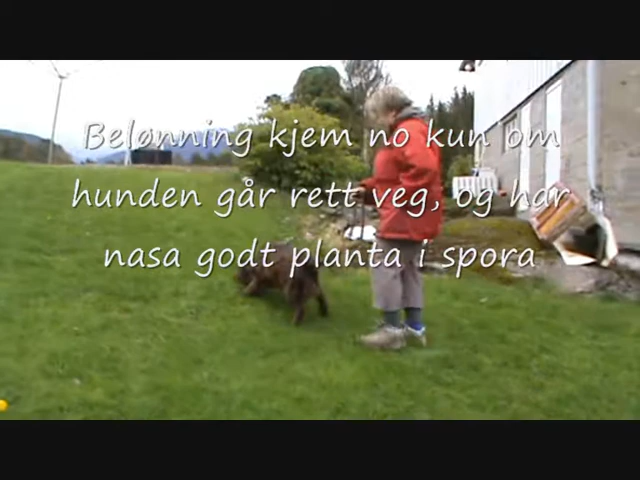 Belønning kjem no kun om
hunden går rett veg, og har
nasa godt planta i spora